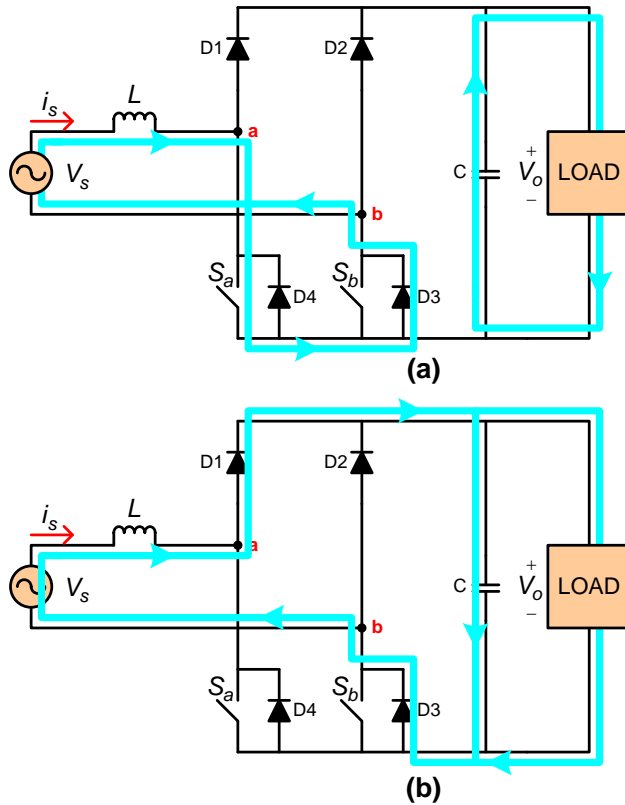 D1
D2
i_s
L
a
V_s
C
+
V_o
−
LOAD
b
S_a
D4
S_b
D3
(a)
D1
D2
i_s
L
a
V_s
C
+
V_o
−
LOAD
b
S_a
D4
S_b
D3
(b)